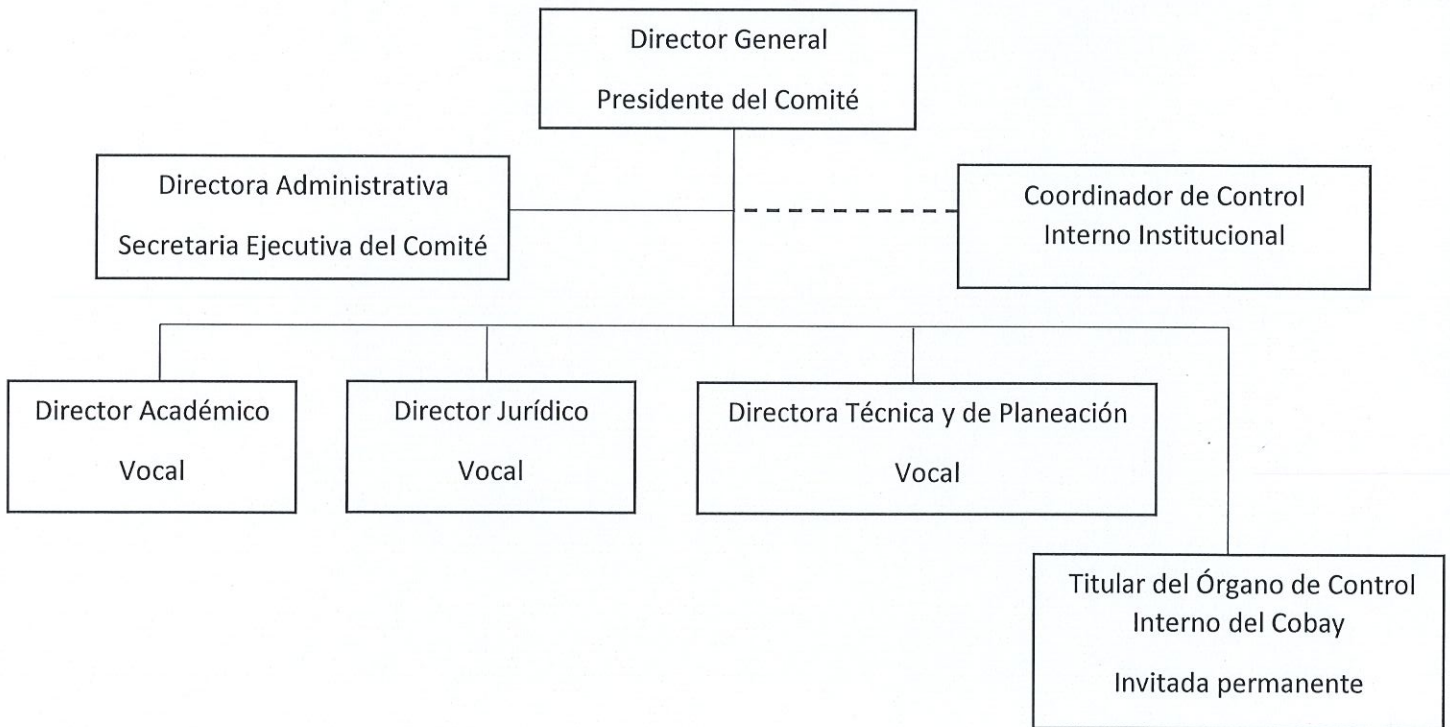 Director General
Presidente del Comité
Directora Administrativa
Secretaria Ejecutiva del Comité
Coordinador de Control
Interno Institucional
Director Académico
Vocal
Director Jurídico
Vocal
Directora Técnica y de Planeación
Vocal
Titular del Órgano de Control
Interno del Cobay
Invitada permanente